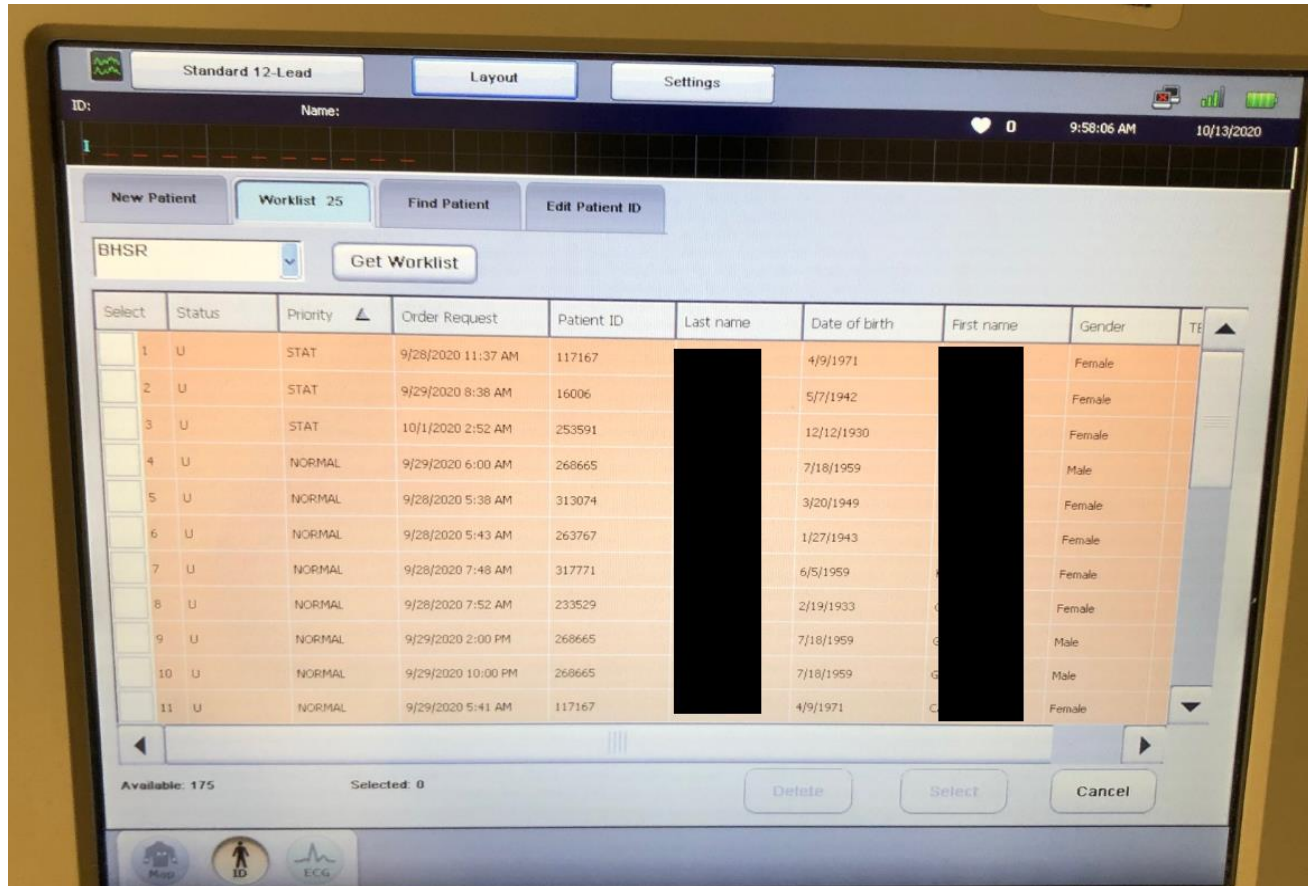 Standard 12-Lead Layout Settings
ID: Name: 0 9:58:06 AM 10/13/2020
I
New Patient Worklist 25 Find Patient Edit Patient ID
BHSR Get Worklist
Select Status Priority Order Request Patient ID Last name Date of birth First name Gender TE
1 U STAT 9/28/2020 11:37 AM 117167 4/9/1971 Female
2 U STAT 9/29/2020 8:38 AM 16006 5/7/1942 Female
3 U STAT 10/1/2020 2:52 AM 253591 12/12/1930 Female
4 U NORMAL 9/29/2020 6:00 AM 268665 7/18/1959 Male
5 U NORMAL 9/28/2020 5:38 AM 313074 3/20/1949 Female
6 U NORMAL 9/28/2020 5:43 AM 263767 1/27/1943 Female
7 U NORMAL 9/28/2020 7:48 AM 317771 6/5/1959 Female
8 U NORMAL 9/28/2020 7:52 AM 233529 2/19/1933 Female
9 U NORMAL 9/29/2020 2:00 PM 268665 7/18/1959 Male
10 U NORMAL 9/29/2020 10:00 PM 268665 7/18/1959 Male
11 U NORMAL 9/29/2020 5:41 AM 117167 4/9/1971 Female
Available: 175 Selected: 0 Delete Select Cancel
Map ID ECG